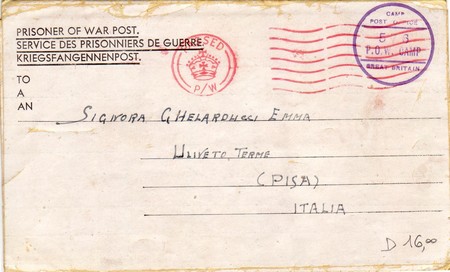 PRISONER OF WAR POST.
SERVICE DES PRISONNIERS DE GUERRE
KRIEGSFANGENNENPOST.
TO
A
AN
P/W
CAMP
POST OFFICE
P.O.W. CAMP
GREAT BRITAIN
SIGNORA GHELARDUCCI EMMA
ULIVETO, TERME
(PISA)
ITALIA
D 16,00